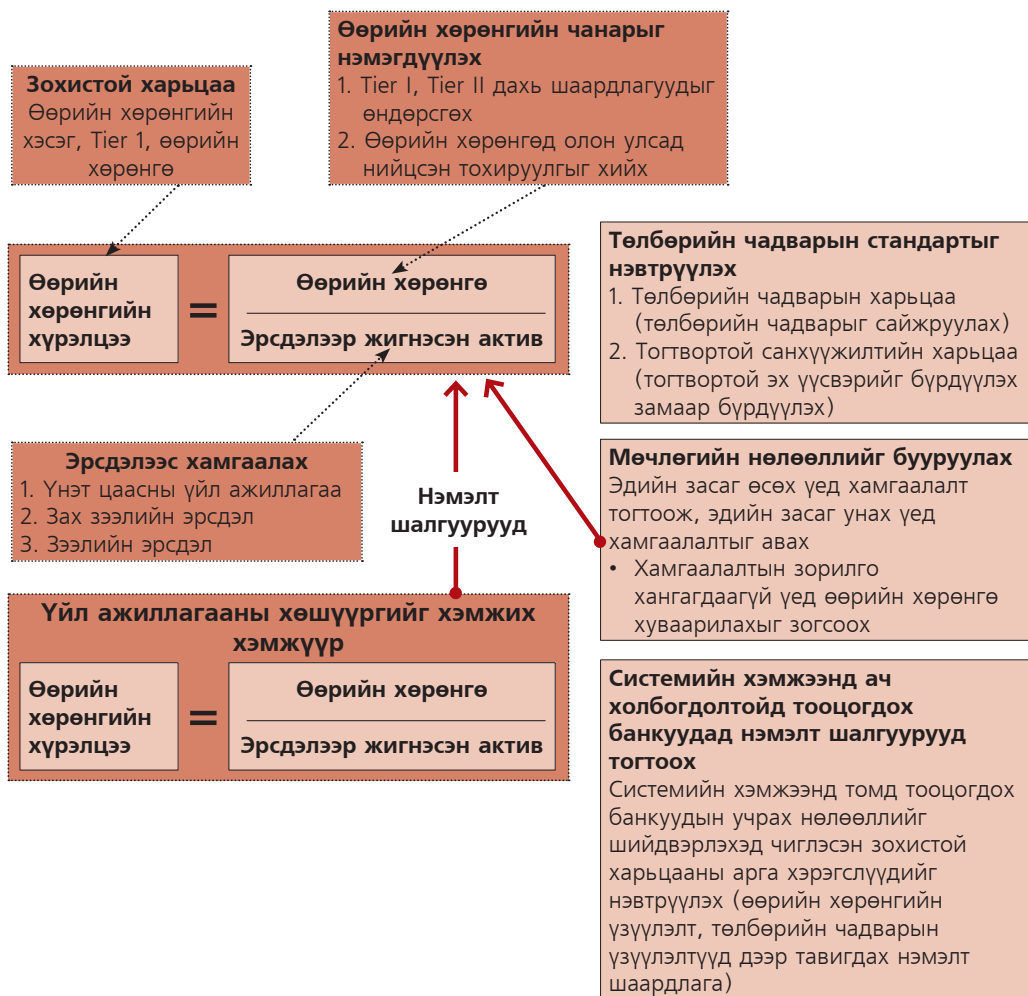 Өөрийн хөрөнгийн чанарыг
нэмэгдүүлэх
1. Tier I, Tier II дахь шаардлагуудыг
өндөрсгөх
2. Өөрийн хөрөнгөд олон улсад
нийцсэн тохируулгыг хийх
Зохистой харьцаа
Өөрийн хөрөнгийн
хэсэг, Tier 1, өөрийн
хөрөнгө
Өөрийн
хөрөнгийн
хүрэлцээ
=
Өөрийн хөрөнгө
Эрсдэлээр жигнэсэн актив
Төлбөрийн чадварын стандартыг
нэвтрүүлэх
1. Төлбөрийн чадварын харьцаа
(төлбөрийн чадварыг сайжруулах)
2. Тогтвортой санхүүжилтийн харьцаа
(тогтвортой эх үүсвэрийг бүрдүүлэх
замаар бүрдүүлэх)
Эрсдэлээс хамгаалах
1. Үнэт цаасны үйл ажиллагаа
2. Зах зээлийн эрсдэл
3. Зээлийн эрсдэл
Нэмэлт
шалгуурууд
Мөчлөгийн нөлөөллийг бууруулах
Эдийн засаг өсөх үед хамгаалалт
тогтоож, эдийн засаг унах үед
хамгаалалтыг авах
• Хамгаалалтын зорилго
хангагдаагүй үед өөрийн хөрөнгө
хуваарилахыг зогсоох
Үйл ажиллагааны хөшүүргийг хэмжих
хэмжүүр
Өөрийн
хөрөнгийн
хүрэлцээ
=
Өөрийн хөрөнгө
Эрсдэлээр жигнэсэн актив
Системийн хэмжээнд ач
холбогдолтойд тооцогдох
банкуудад нэмэлт шалгуурууд
тогтоох
Системийн хэмжээнд томд тооцогдох
банкуудын учрах нөлөөллийг
шийдвэрлэхэд чиглэсэн зохистой
харьцааны арга хэрэгслүүдийг
нэвтрүүлэх (өөрийн хөрөнгийн
үзүүлэлт, төлбөрийн чадварын
үзүүлэлтүүд дээр тавигдах нэмэлт
шаардлага)